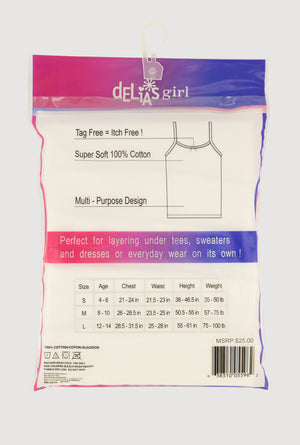 dELiA*s girl
Tag Free = Itch Free !
Super Soft 100% Cotton
Multi - Purpose Design
Perfect for layering under tees, sweaters
and dresses or everyday wear on its own !
Size Age Chest Waist Height Weight
S 4-6 21 - 24 in 21.5 - 23 in 38 - 46.5 in 35 - 50 lb
M 8-10 25 - 28.5 in 23.5 - 25 in 50.5 - 55 in 57 - 75 lb
L 12 - 14 28.5 - 31.5 in 25 - 28 in 55 - 61 in 75 - 100 lb
MSRP:$25.00
100% COTTON/COTON/ALGODON